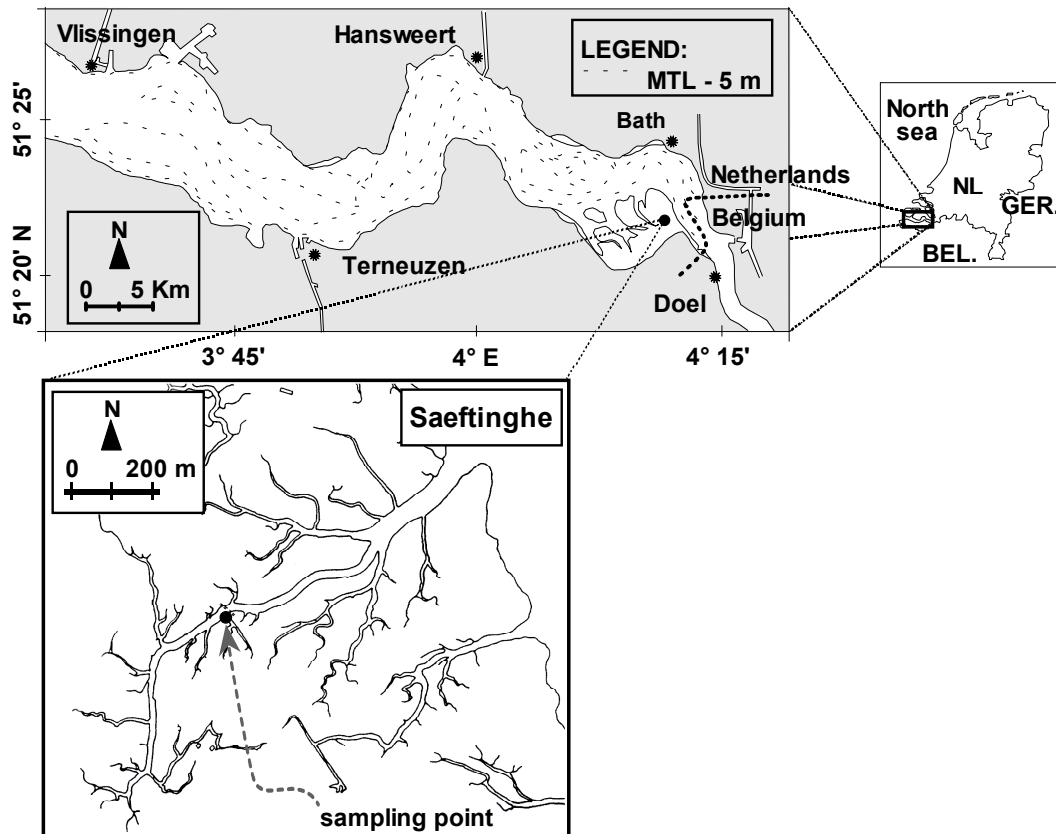 Vlissingen
Hansweert
LEGEND:
MTL - 5 m
51° 25'
Bath
North
sea
Netherlands
NL
GER.
Belgium
BEL.
N
0 5 Km
Terneuzen
Doel
51° 20' N
3° 45'
4° E
4° 15'
N
0 200 m
Saeftinghe
sampling point